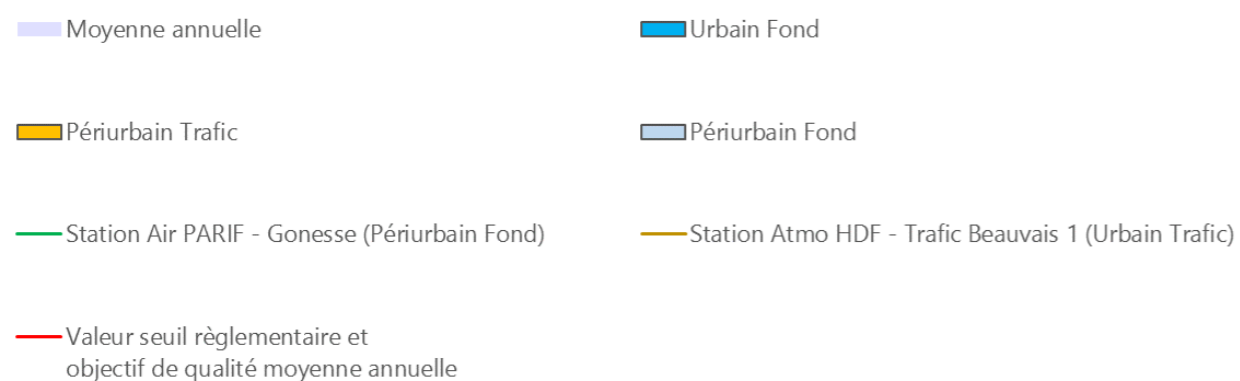 Moyenne annuelle
Urbain Fond
Périurbain Trafic
Périurbain Fond
Station Air PARIF - Gonesse (Périurbain Fond)
Station Atmo HDF - Trafic Beauvais 1 (Urbain Trafic)
Valeur seuil règlementaire et
objectif de qualité moyenne annuelle